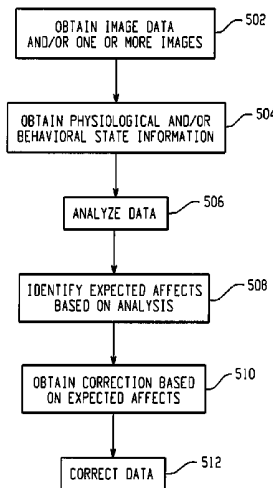 OBTAIN IMAGE DATA
AND/OR ONE OR MORE IMAGES
502
OBTAIN PHYSIOLOGICAL AND/OR
BEHAVIORAL STATE INFORMATION
504
ANALYZE DATA
506
IDENTIFY EXPECTED AFFECTS
BASED ON ANALYSIS
508
OBTAIN CORRECTION BASED
ON EXPECTED AFFECTS
510
CORRECT DATA
512